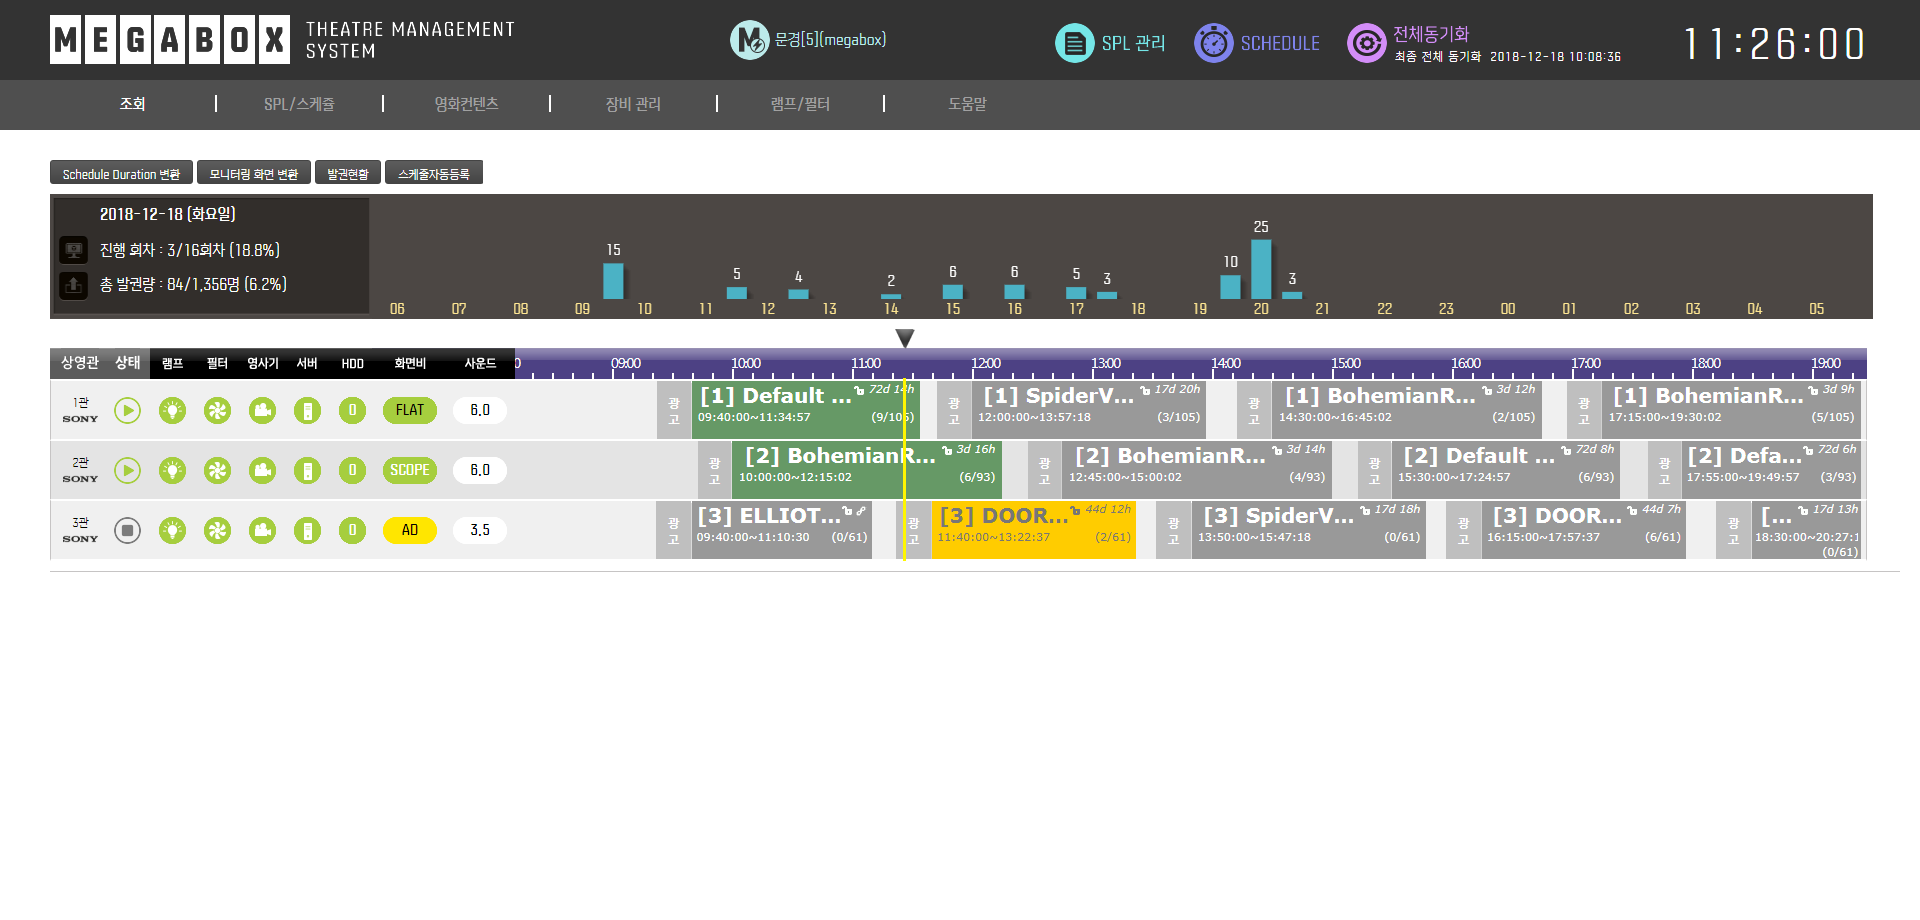 MEGABOX
THEATRE MANAGEMENT
SYSTEM
문경[5](megabox)
SPL 관리
SCHEDULE
전체동기화
최종 전체 동기화 2018-12-18 10:08:36
11:26:00
조회
SPL/스케쥴
영화컨텐츠
장비 관리
램프/필터
도움말
Schedule Duration 변환
모니터링 화면 변환
발권현황
스케줄자동등록
2018-12-18 (화요일)
진행 회차 : 3/16회차 (18.8%)
총 발권량 : 84/1,356명 (6.2%)
15 5 4 2 6 6 5 3 10 25 3
06 07 08 09 10 11 12 13 14 15 16 17 18 19 20 21 22 23 00 01 02 03 04 05
상영관 상태 램프 필터 영사기 서버 HDD 화면비 사운드
0 09:00 10:00 11:00 12:00 13:00 14:00 15:00 16:00 17:00 18:00 19:00
1관
SONY
0 FLAT 6.0
광고
[1] Default ... 72d 14h
09:40:00~11:34:57 (9/105)
광고
[1] SpiderV... 17d 20h
12:00:00~13:57:18 (3/105)
광고
[1] BohemianR... 3d 12h
14:30:00~16:45:02 (2/105)
광고
[1] BohemianR... 3d 9h
17:15:00~19:30:02 (5/105)
2관
SONY
0 SCOPE 6.0
광고
[2] BohemianR... 3d 16h
10:00:00~12:15:02 (6/93)
광고
[2] BohemianR... 3d 14h
12:45:00~15:00:02 (4/93)
광고
[2] Default ... 72d 8h
15:30:00~17:24:57 (6/93)
광고
[2] Defa... 72d 6h
17:55:00~19:49:57 (3/93)
3관
SONY
0 AD 3.5
광고
[3] ELLIOT...
09:40:00~11:10:30 (0/61)
광고
[3] DOOR... 44d 12h
11:40:00~13:22:37 (2/61)
광고
[3] SpiderV... 17d 18h
13:50:00~15:47:18 (0/61)
광고
[3] DOOR... 44d 7h
16:15:00~17:57:37 (6/61)
광고
[... 17d 13h
18:30:00~20:27:1
(0/61)